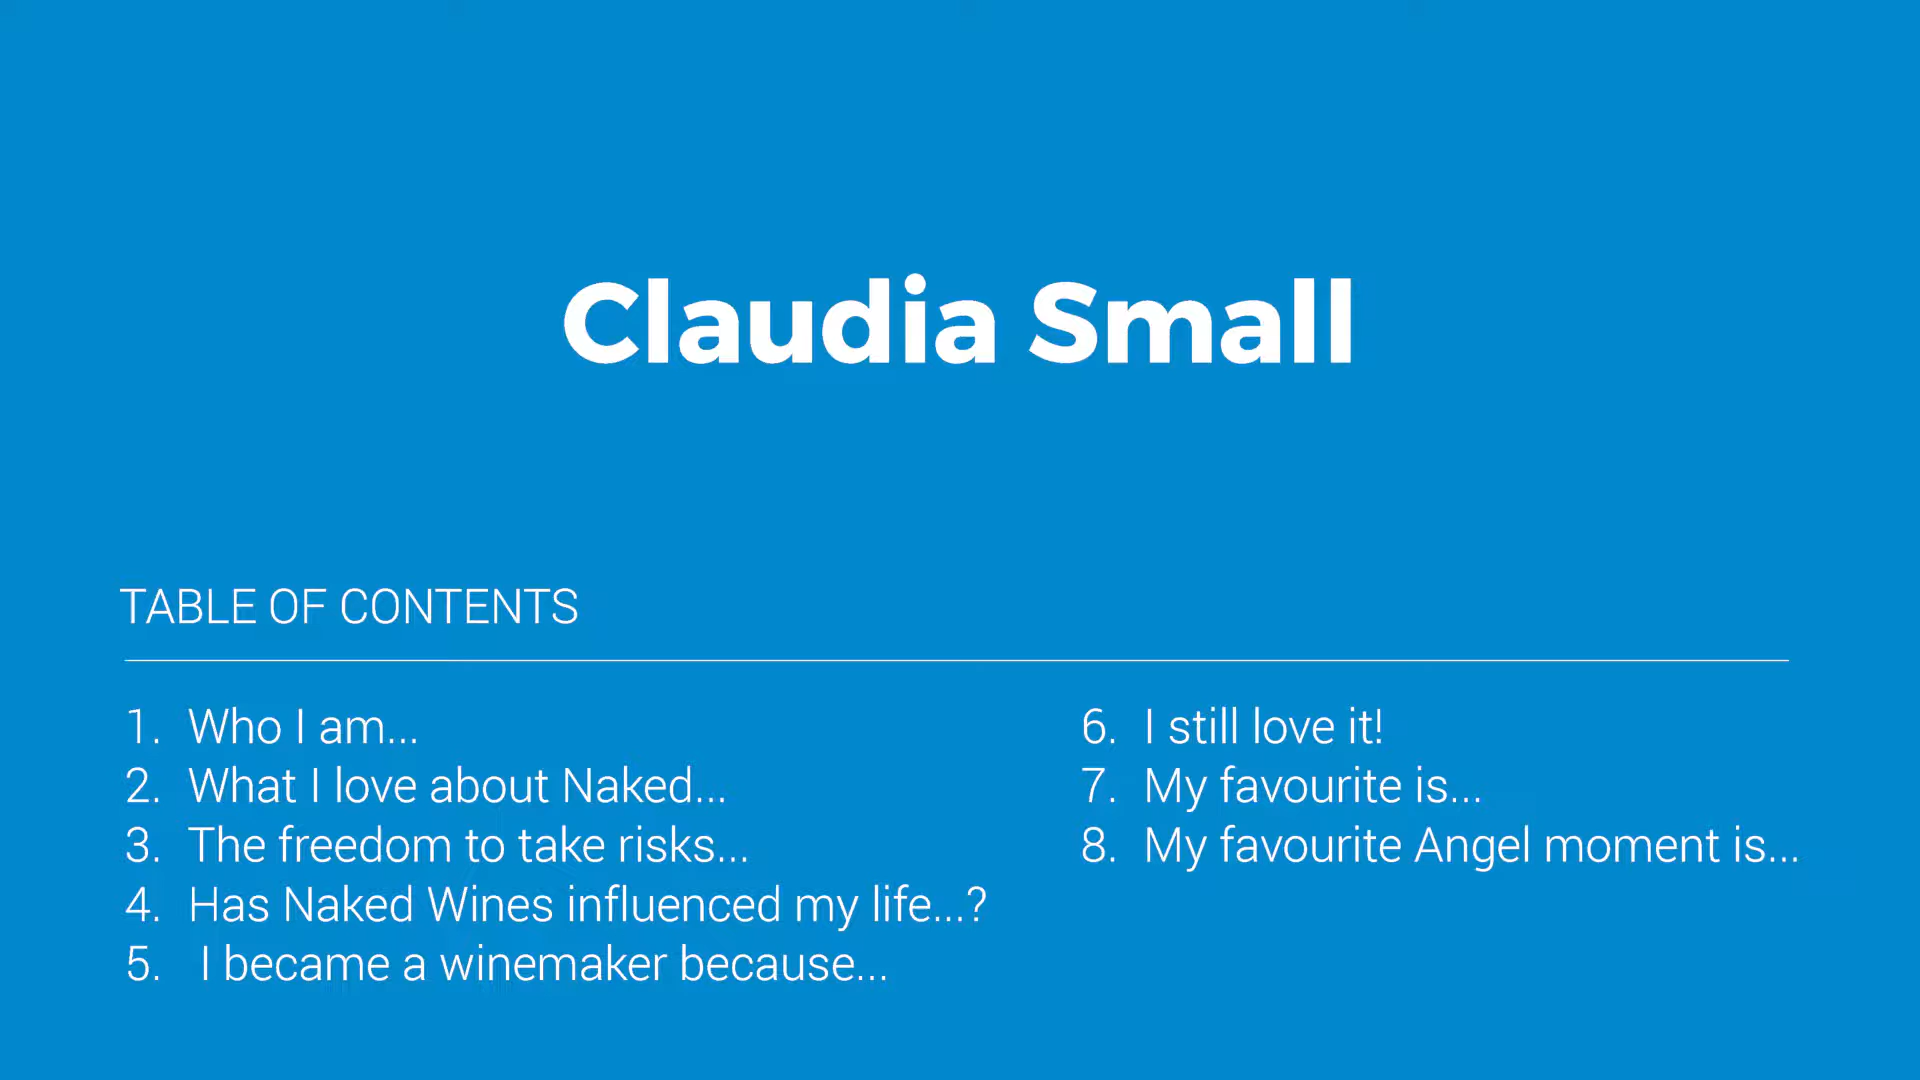 Claudia Small
TABLE OF CONTENTS
1. Who I am...
2. What I love about Naked...
3. The freedom to take risks...
4. Has Naked Wines influenced my life...?
5. I became a winemaker because...
6. I still love it!
7. My favourite is...
8. My favourite Angel moment is...